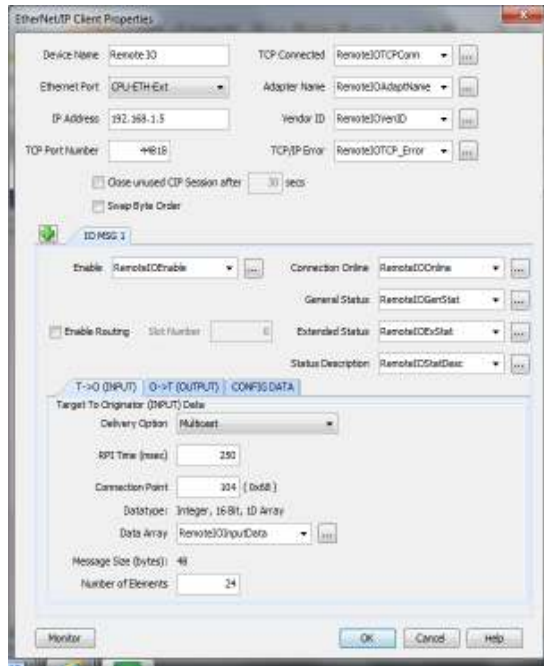 EtherNet/IP Client Properties
Device Name Remote IO TCP Connected RemoteIOTCPConn ...
Ethernet Port CPU-ETH-Ext Adapter Name RemoteIOAdaptName ...
IP Address 192.168.1.5 Vendor ID RemoteIOVenID ...
TCP Port Number 44818 TCP/IP Error RemoteIOTCP_Error ...
Close unused CIP Session after 30 secs
Swap Byte Order
IO MSG 1
Enable RemoteIOEnable ... Connection Online RemoteIOOnline ...
General Status RemoteIOGenStat ...
Enable Routing Slot Number 0 Extended Status RemoteIOExStat ...
Status Description RemoteIOStatDesc ...
T->O (INPUT) O->T (OUTPUT) CONFIG DATA
Target To Originator (INPUT) Data
Delivery Option Multicast
RPI Time (msec) 250
Connection Point 104 (0x68)
Datatype: Integer, 16 Bit, 1D Array
Data Array RemoteIOInputData ...
Message Size (bytes): 48
Number of Elements 24
Monitor OK Cancel Help